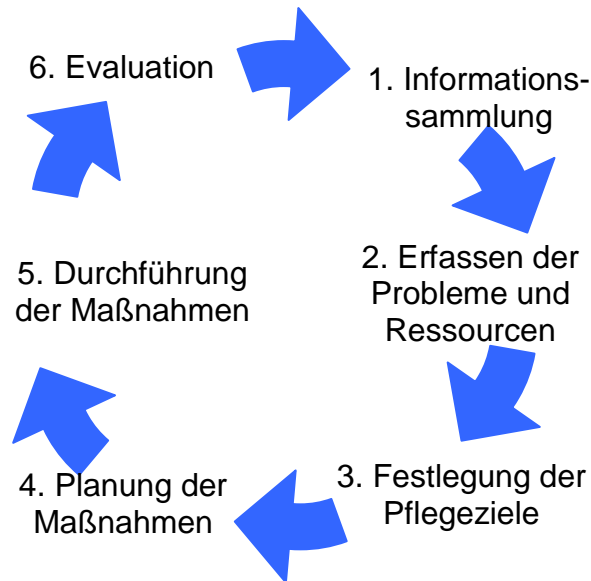 1. Informations-
sammlung
2. Erfassen der
Probleme und
Ressourcen
3. Festlegung der
Pflegeziele
4. Planung der
Maßnahmen
5. Durchführung
der Maßnahmen
6. Evaluation